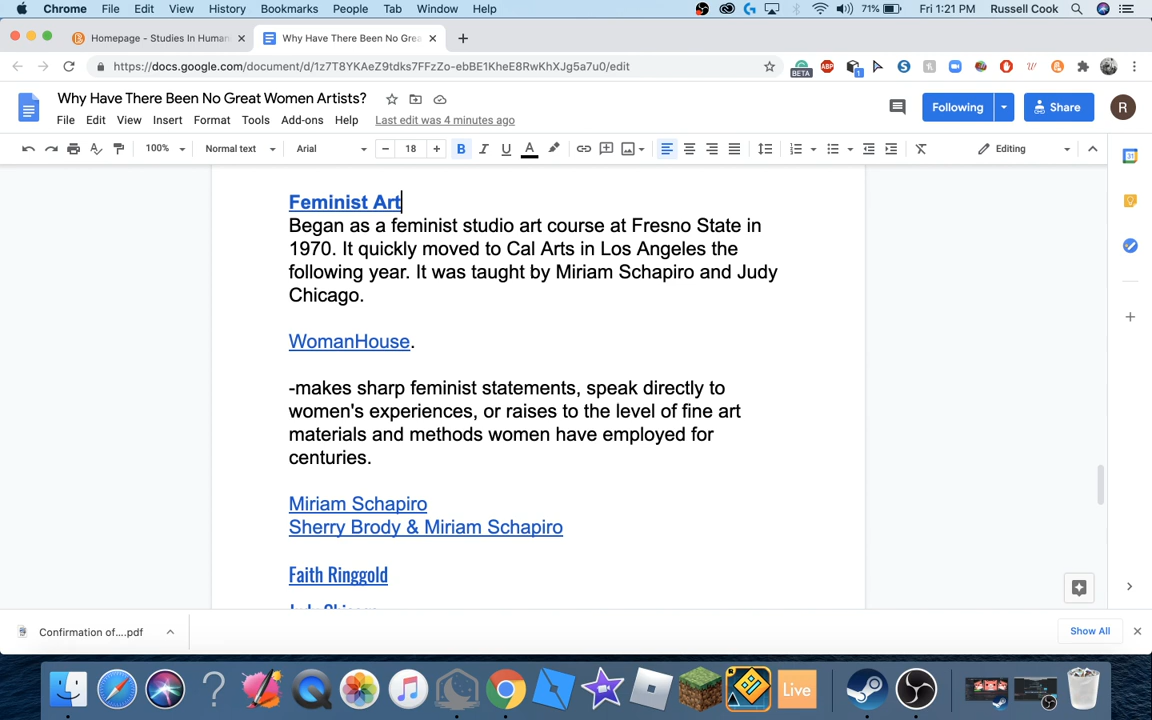 Chrome File Edit View History Bookmarks People Tab Window Help 71% Fri 1:21 PM Russell Cook
Homepage - Studies In Human
Why Have There Been No Grea
https://docs.google.com/document/d/1z7T8YKAeZ9tdks7FFzZo-ebBE1KheE8RwKhXJg5a7u0/edit
BETA
ABP
1
Why Have There Been No Great Women Artists?
Following
Share
R
File Edit View Insert Format Tools Add-ons Help Last edit was 4 minutes ago
100% Normal text Arial 18 B I U A Editing
31
Feminist Art
Began as a feminist studio art course at Fresno State in
1970. It quickly moved to Cal Arts in Los Angeles the
following year. It was taught by Miriam Schapiro and Judy
Chicago.
WomanHouse.
-makes sharp feminist statements, speak directly to
women's experiences, or raises to the level of fine art
materials and methods women have employed for
centuries.
Miriam Schapiro
Sherry Brody & Miriam Schapiro
Faith Ringgold
Confirmation of....pdf
Show All
Live